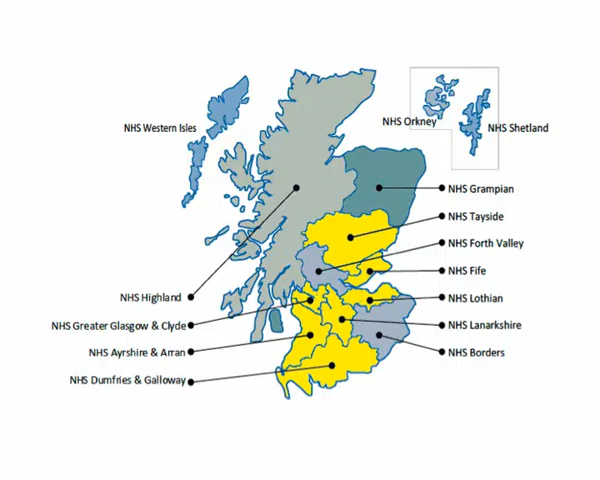 NHS Western Isles
NHS Orkney
NHS Shetland
NHS Grampian
NHS Tayside
NHS Forth Valley
NHS Fife
NHS Highland
NHS Lothian
NHS Greater Glasgow & Clyde
NHS Lanarkshire
NHS Ayrshire & Arran
NHS Borders
NHS Dumfries & Galloway